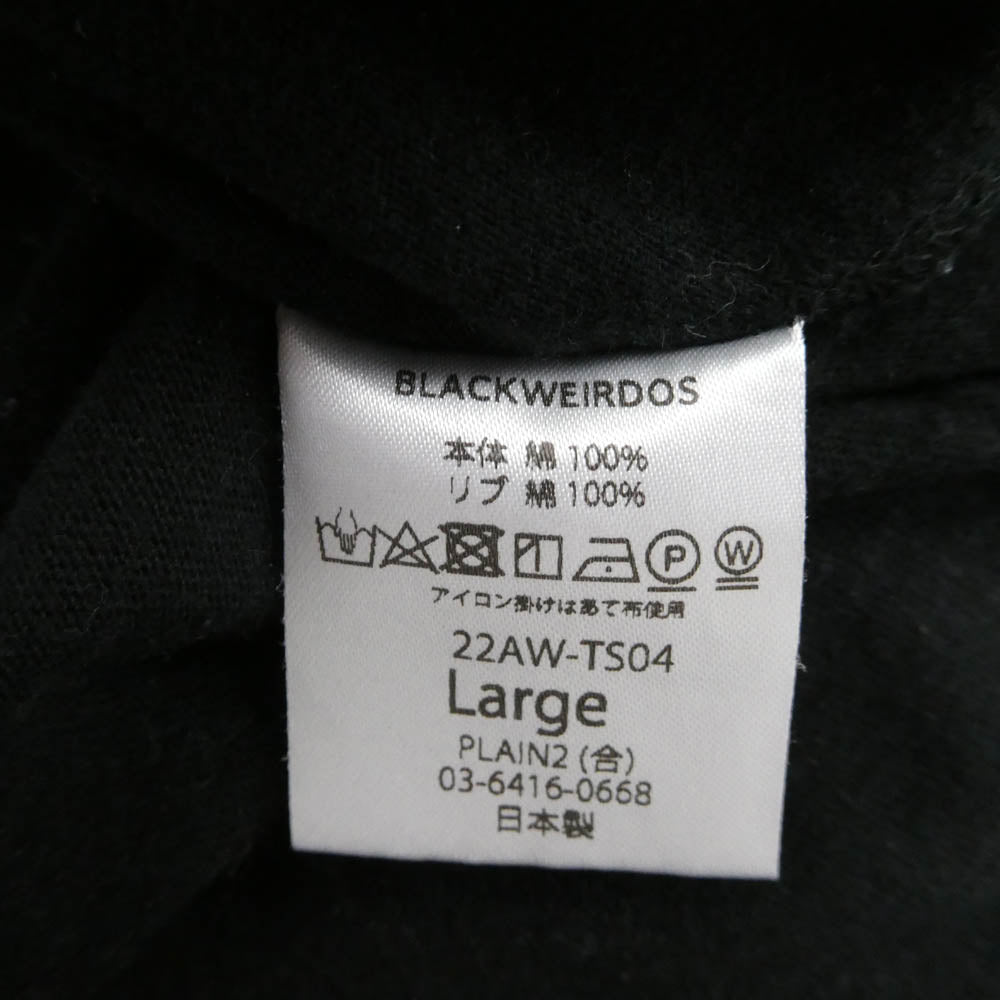 BLACKWEIRDOS
本体 綿 100%
リブ 綿 100%
P W
アイロン掛けはあて布使用
22AW-TS04
Large
PLAIN2 (合)
03-6416-0668
日本製